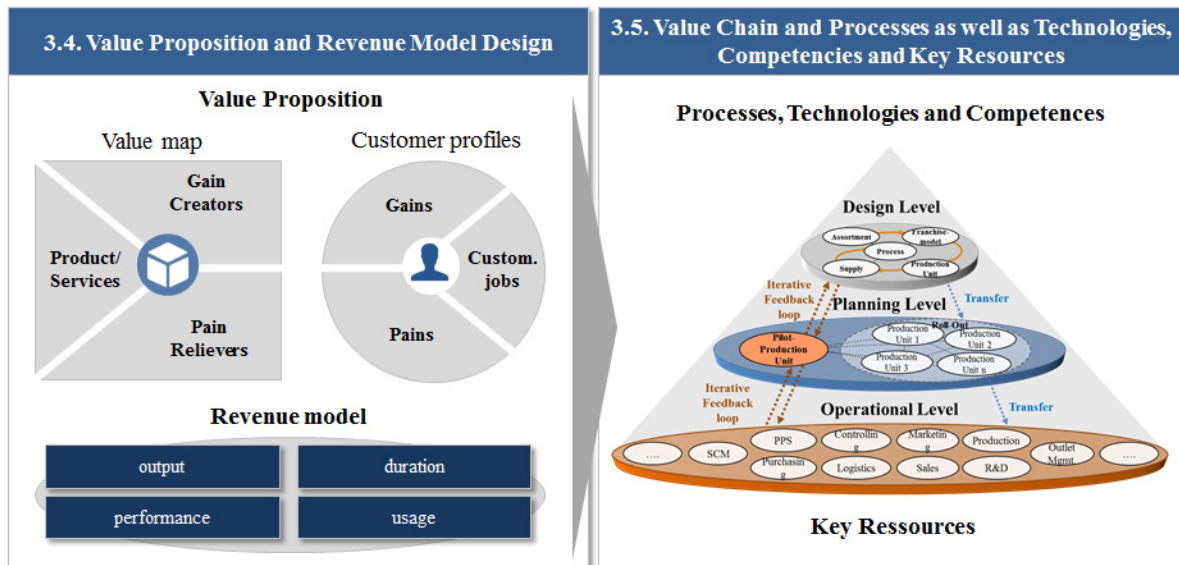 3.4. Value Proposition and Revenue Model Design
Value Proposition
Value map
Customer profiles
Gain
Creators
Product/
Services
Pain
Relievers
Gains
Custom.
jobs
Pains
Revenue model
output
duration
performance
usage
3.5. Value Chain and Processes as well as Technologies,
Competencies and Key Resources
Processes, Technologies and Competences
Design Level
Assortment
Franchise-
model
Process
Supply
Production
Unit
Iterative
Feedback
loop
Planning Level
Transfer
Roll-Out
Pilot-
Production
Unit
Production
Unit 1
Production
Unit 2
Production
Unit 3
Production
Unit n
Iterative
Feedback
loop
Operational Level
Transfer
....
SCM
PPS
Controllin
g
Marketin
g
Production
Outlet
Mgmt.
....
Purchasin
g
Logistics
Sales
R&D
Key Ressources